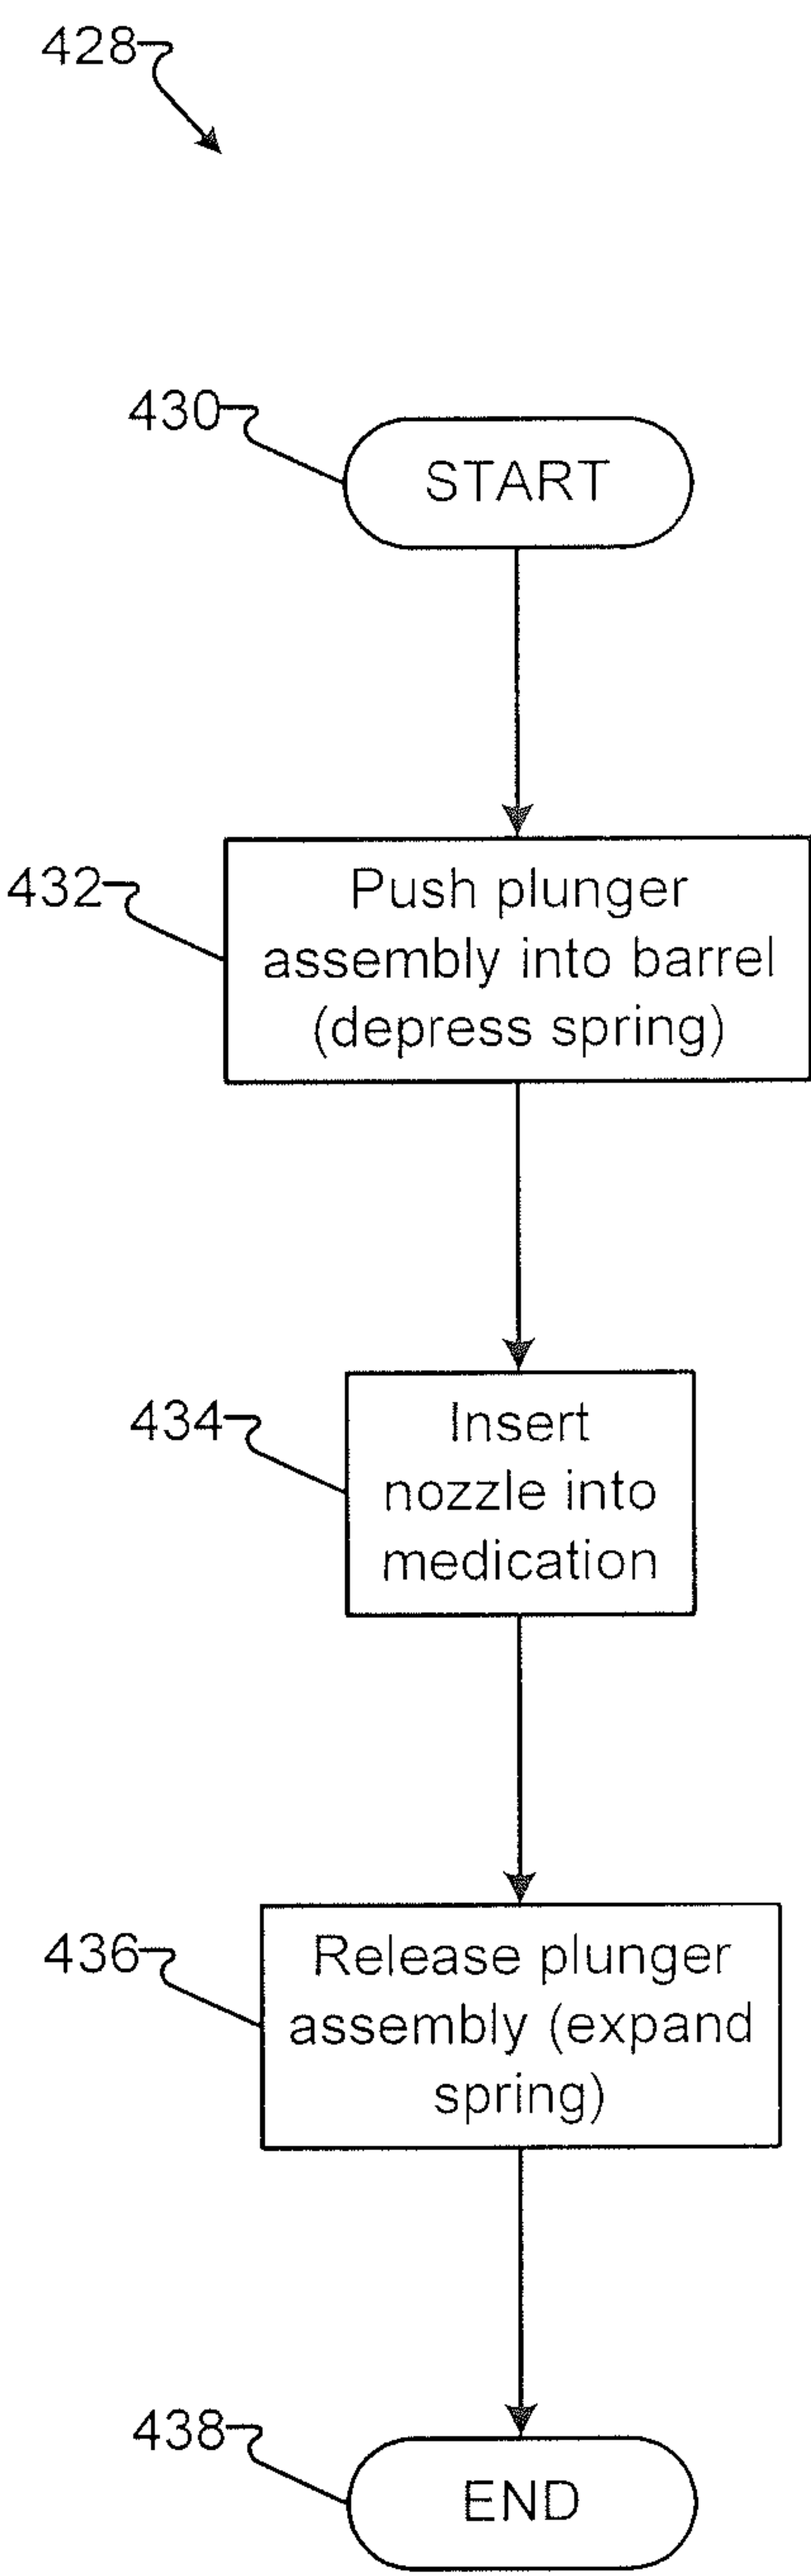 428
430
START
432
Push plunger
assembly into barrel
(depress spring)
434
Insert
nozzle into
medication
436
Release plunger
assembly (expand
spring)
438
END